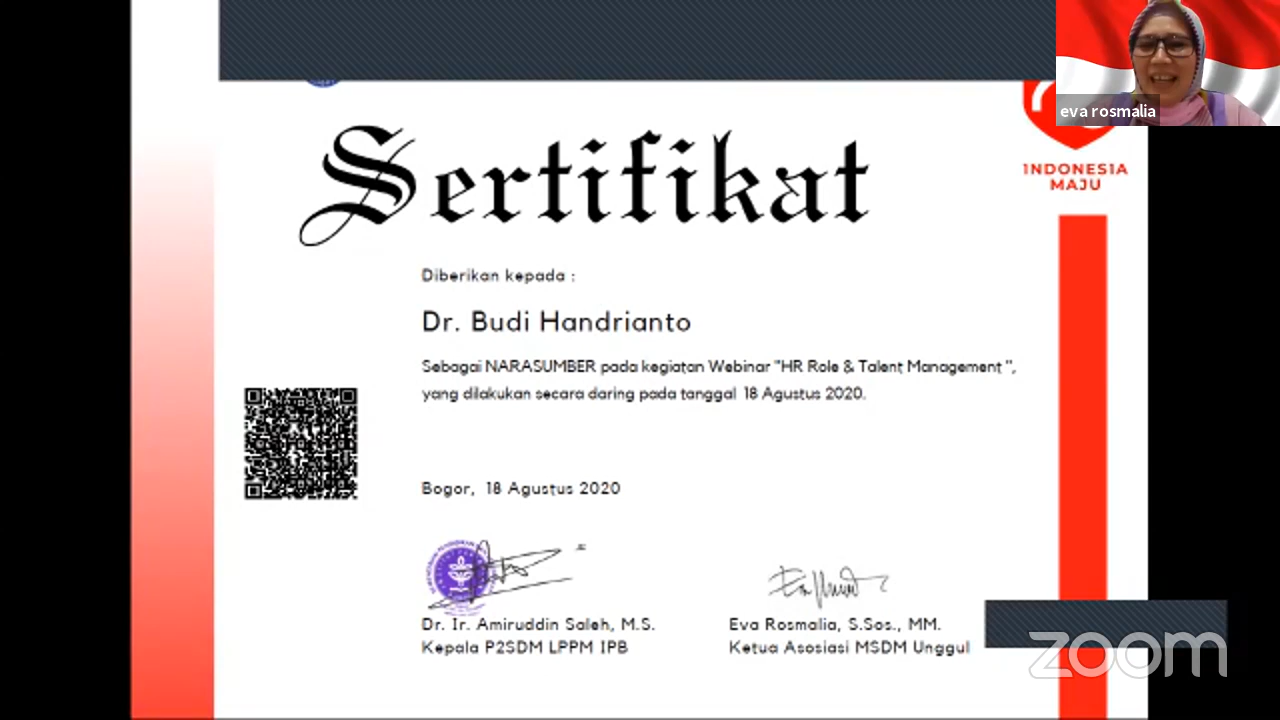 eva rosmalia
INDONESIA
MAJU
Sertifikat
Diberikan kepada :
Dr. Budi Handrianto
Sebagai NARASUMBER pada kegiatan Webinar "HR Role & Talent Management ",
yang dilakukan secara daring pada tanggal 18 Agustus 2020.
Bogor, 18 Agustus 2020
Dr. Ir. Amiruddin Saleh, M.S.
Kepala P2SDM LPPM IPB
Eva Rosmalia, S.Sos., MM.
Ketua Asosiasi MSDM Unggul
zoom